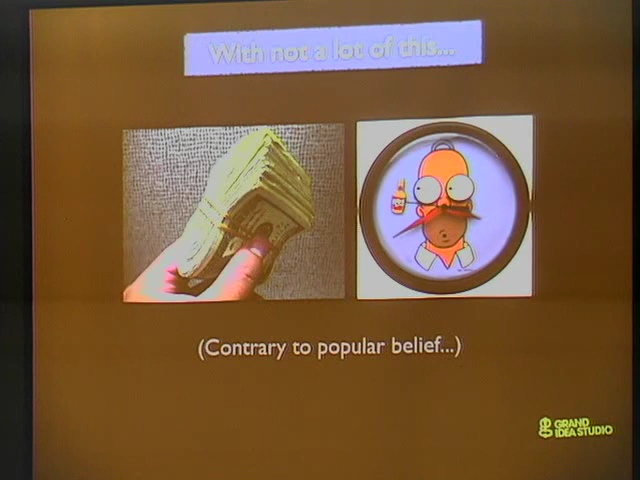 With not a lot of this...
(Contrary to popular belief...)
GRAND
IDEA STUDIO